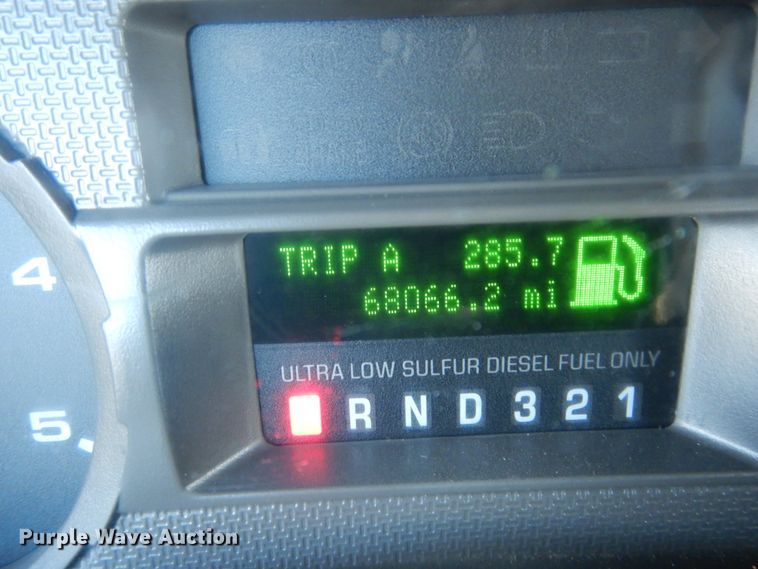 TRIP A 285.7
68066.2 mi
ULTRA LOW SULFUR DIESEL FUEL ONLY
R N D 3 2 1
4
5
Purple Wave Auction